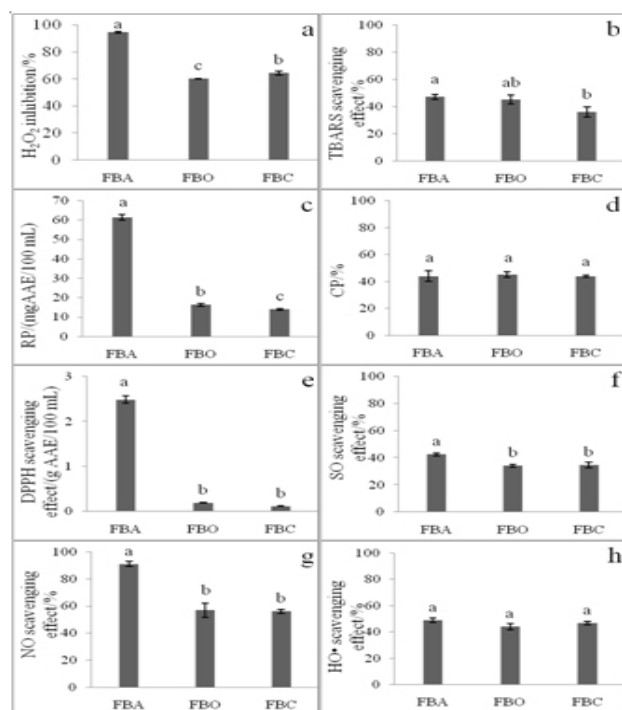 a
100
80
60
40
20
0
H₂O₂ inhibition/%
a
c
b
FBA FBO FBC
b
100
80
60
40
20
0
TBARS scavenging
effect/%
a
ab
b
FBA FBO FBC
c
70
60
50
40
30
20
10
0
RP/(mgAAE/100 mL)
a
b
c
FBA FBO FBC
d
100
80
60
40
20
0
CP/%
a
a
a
FBA FBO FBC
e
3
2
1
0
DPPH scavenging
effect/(g AAE/100 mL)
a
b
b
FBA FBO FBC
f
100
80
60
40
20
0
SO scavenging
effect/%
a
b
b
FBA FBO FBC
g
100
80
60
40
20
0
NO scavenging
effect/%
a
b
b
FBA FBO FBC
h
100
80
60
40
20
0
HO• scavenging
effect/%
a
a
a
FBA FBO FBC